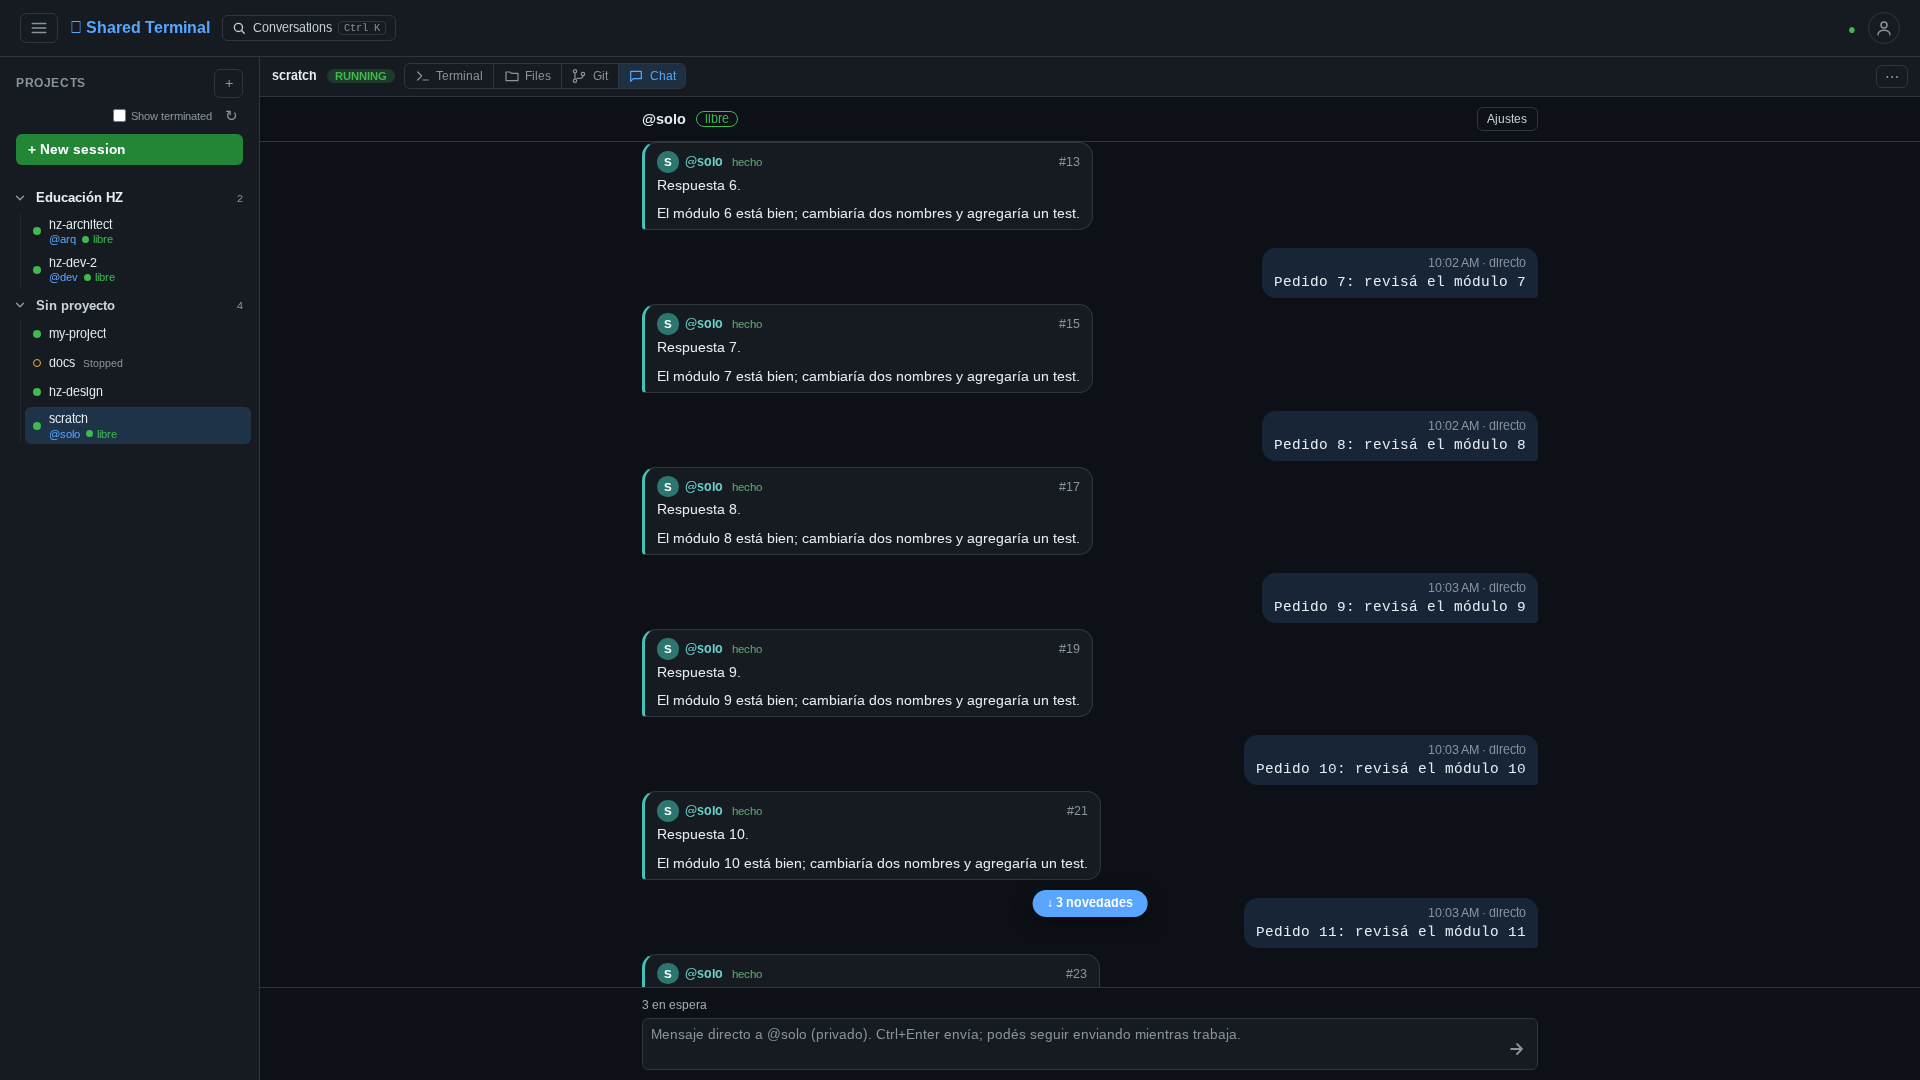 Shared Terminal
Conversations Ctrl K
PROJECTS
+
Show terminated ↻
+ New session
Educación HZ 2
hz-architect
@arq libre
hz-dev-2
@dev libre
Sin proyecto 4
my-project
docs Stopped
hz-design
scratch
@solo libre
scratch RUNNING Terminal Files Git Chat ⋯
@solo libre Ajustes
S @solo hecho #13
Respuesta 6.
El módulo 6 está bien; cambiaría dos nombres y agregaría un test.
10:02 AM · directo
Pedido 7: revisá el módulo 7
S @solo hecho #15
Respuesta 7.
El módulo 7 está bien; cambiaría dos nombres y agregaría un test.
10:02 AM · directo
Pedido 8: revisá el módulo 8
S @solo hecho #17
Respuesta 8.
El módulo 8 está bien; cambiaría dos nombres y agregaría un test.
10:03 AM · directo
Pedido 9: revisá el módulo 9
S @solo hecho #19
Respuesta 9.
El módulo 9 está bien; cambiaría dos nombres y agregaría un test.
10:03 AM · directo
Pedido 10: revisá el módulo 10
S @solo hecho #21
Respuesta 10.
El módulo 10 está bien; cambiaría dos nombres y agregaría un test.
↓ 3 novedades
10:03 AM · directo
Pedido 11: revisá el módulo 11
S @solo hecho #23
3 en espera
Mensaje directo a @solo (privado). Ctrl+Enter envía; podés seguir enviando mientras trabaja.